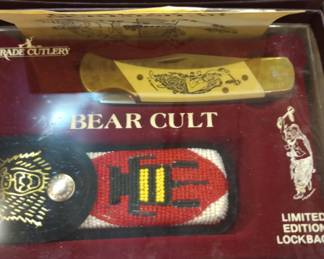 RADE CUTLERY
BEAR CULT
LIMITED
EDITION
LOCKBAC